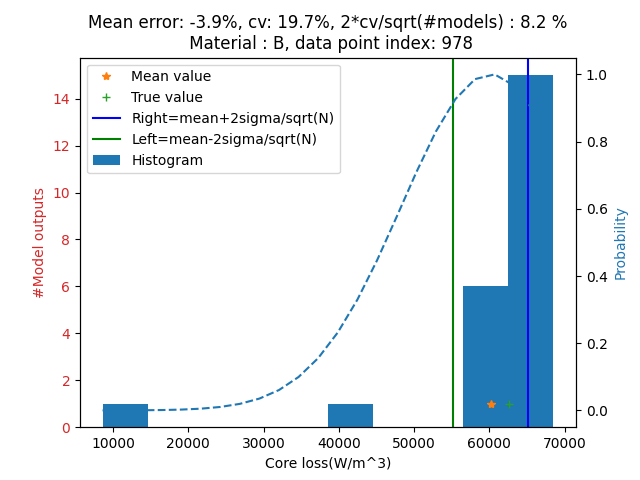 Mean error: -3.9%, cv: 19.7%, 2*cv/sqrt(#models) : 8.2 %
Material : B, data point index: 978
Mean value
True value
Right=mean+2sigma/sqrt(N)
Left=mean-2sigma/sqrt(N)
Histogram
14
12
10
8
6
4
2
0
#Model outputs
1.0
0.8
0.6
0.4
0.2
0.0
Probability
10000 20000 30000 40000 50000 60000 70000
Core loss(W/m^3)